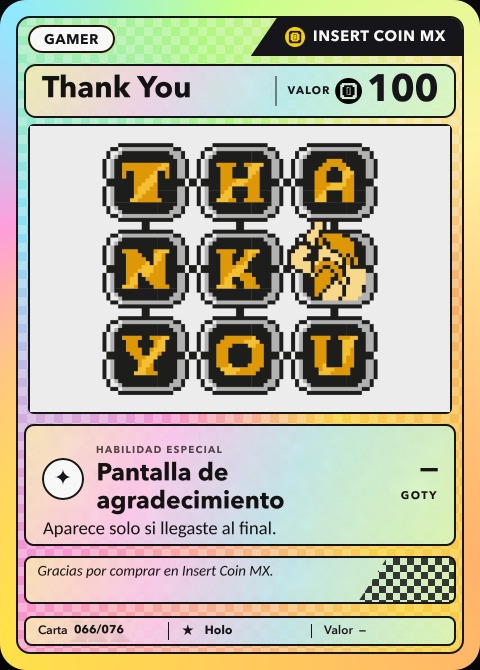 GAMER
INSERT COIN MX
Thank You
VALOR 100
T H A
N K
Y O U
HABILIDAD ESPECIAL
Pantalla de
agradecimiento
–
GOTY
Aparece solo si llegaste al final.
Gracias por comprar en Insert Coin MX.
Carta 066/076 ★ Holo Valor –